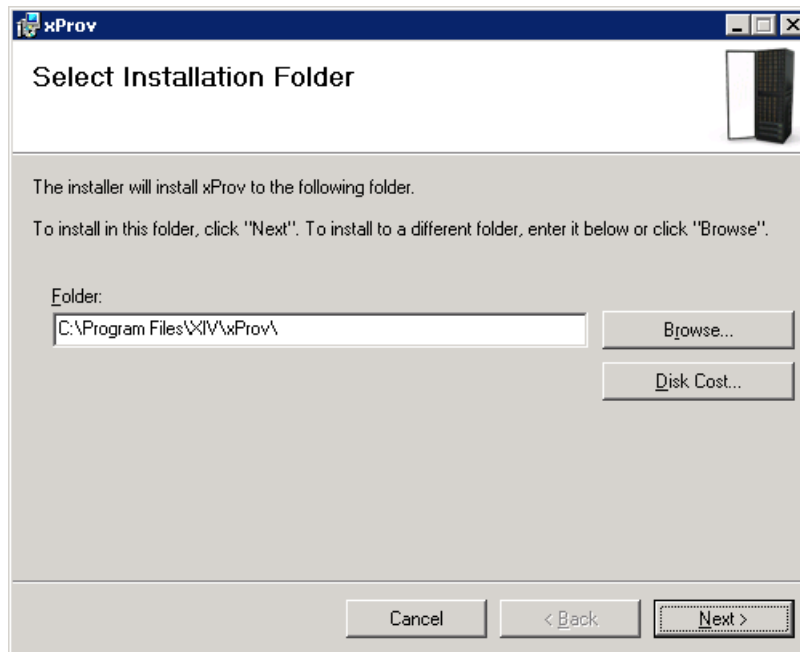 xProv
Select Installation Folder
The installer will install xProv to the following folder.
To install in this folder, click "Next". To install to a different folder, enter it below or click "Browse".
Folder:
C:\Program Files\XIV\xProv\
Browse...
Disk Cost...
Cancel
< Back
Next >